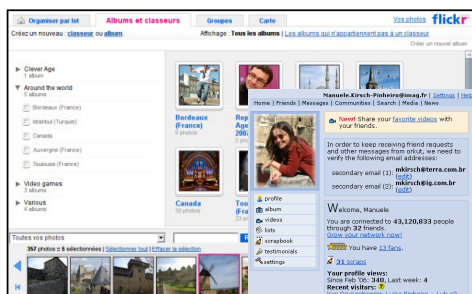 Organiser par lot
Albums et classeurs
Groupes
Carte
Vos photos
flickr
Créez un nouveau : classeur ou album.
Affichage : Tous les albums | Les albums qui n'appartiennent pas à un classeur
Créer un nouvel album
Clever Age
1 album
Around the world
5 albums
Bordeaux (France)
Istanbul (Turquie)
Canada
Auvergne (France)
Toulouse (France)
Video games
3 albums
Various
4 albums
Bordeaux
(France)
6 photos
Canada
30 photos
Toutes vos photos
357 photos et 5 sélectionnées | Sélectionner tout | Effacer la sélection
Manuele.Kirsch-Pinheiro@imag.fr | Settings | Help
Home | Friends | Messages | Communities | Search | Media | News
New! Share your favorite videos with
your friends.
In order to keep receiving friend requests
and other messages from orkut, we need to
verify the following email addresses:
secondary email (1): mkirsch@terra.com.br
(edit)
secondary email (2): mkirsch@ig.com.br
(edit)
profile
album
videos
lists
scrapbook
testimonials
settings
Welcome, Manuele
You are connected to 43,120,833 people
through 32 friends.
Grow your network now!
You have 13 fans.
31 scraps
Your profile views:
Since Feb '06: 340, Last week: 4
Recent visitors: